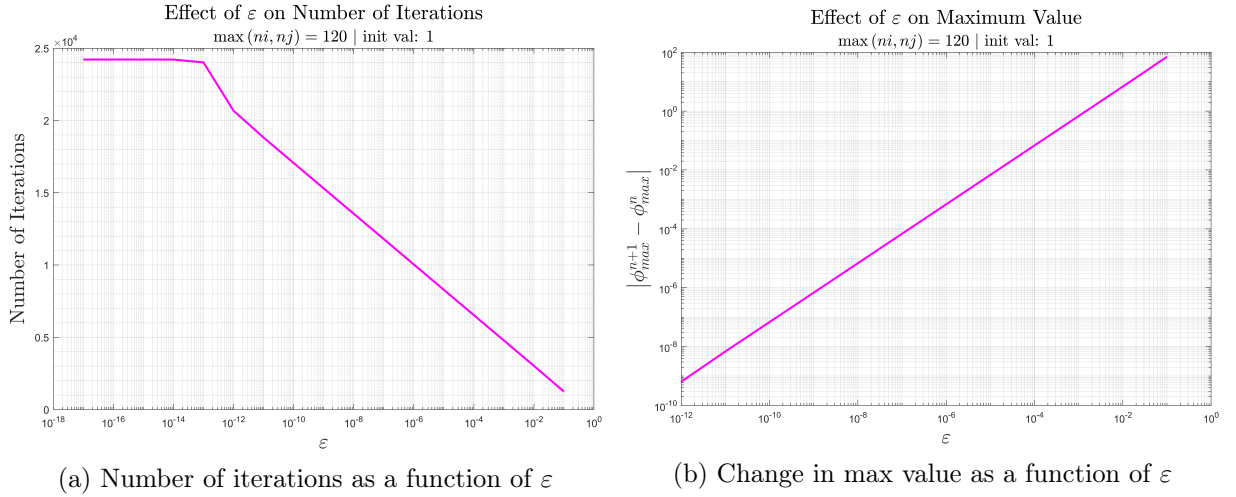 Effect of ε on Number of Iterations
max (ni, nj) = 120 | init val: 1
×10⁴
2.5
2
1.5
1
0.5
0
Number of Iterations
10⁻¹⁸ 10⁻¹⁶ 10⁻¹⁴ 10⁻¹² 10⁻¹⁰ 10⁻⁸ 10⁻⁶ 10⁻⁴ 10⁻² 10⁰
ε
(a) Number of iterations as a function of ε
Effect of ε on Maximum Value
max (ni, nj) = 120 | init val: 1
10²
10⁰
10⁻²
10⁻⁴
10⁻⁶
10⁻⁸
10⁻¹⁰
|ϕⁿ⁺¹max − ϕⁿmax|
10⁻¹² 10⁻¹⁰ 10⁻⁸ 10⁻⁶ 10⁻⁴ 10⁻² 10⁰
ε
(b) Change in max value as a function of ε